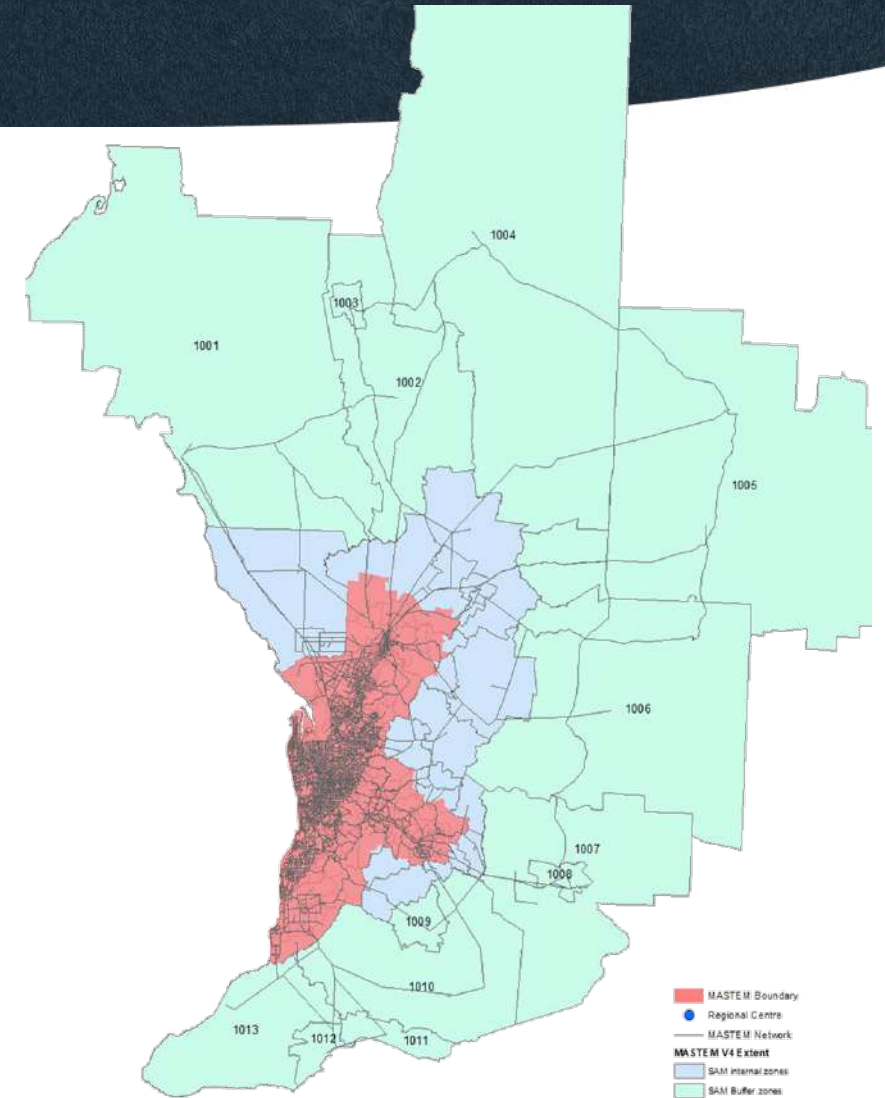 1004
1003
1001
1002
1005
1006
1007
1008
1009
1010
1013
1012
1011
MASTEM Boundary
Regional Centre
MASTEM Network
MASTEM V4 Extent
SAM internal zones
SAM Buffer zones